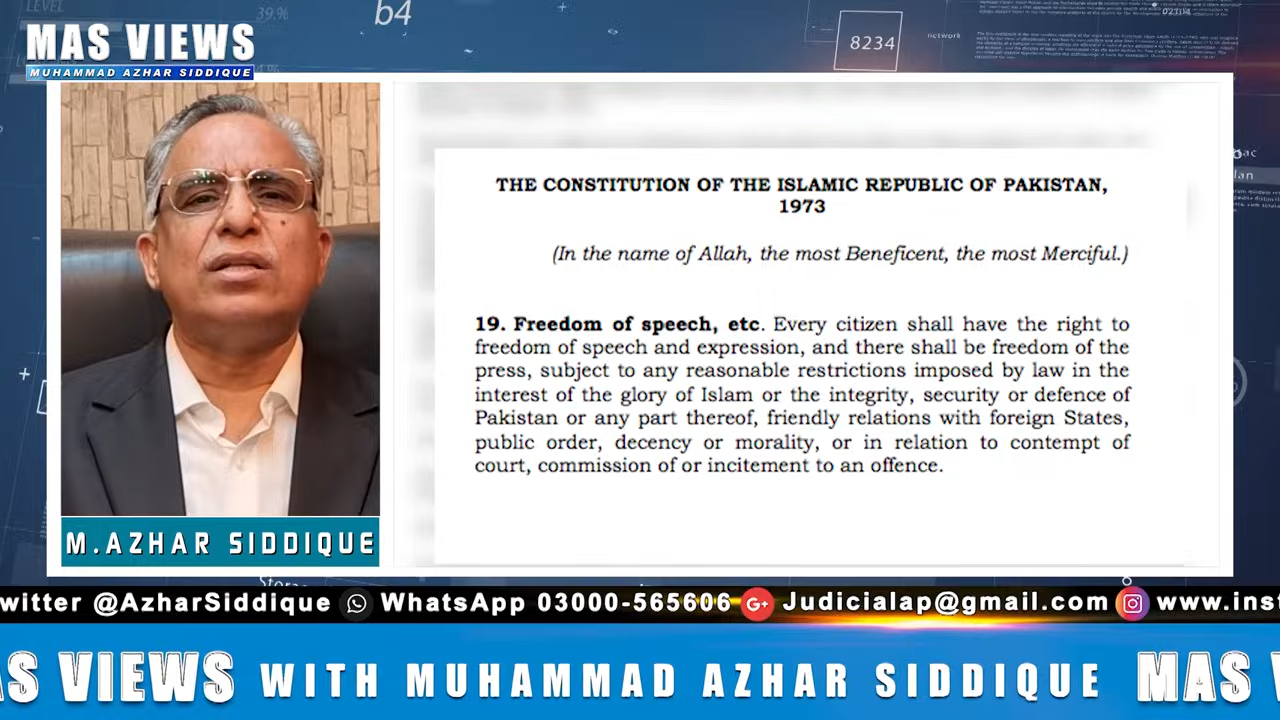 LEVEL
39.%
b4
8234
network
MAS VIEWS
MUHAMMAD AZHAR SIDDIQUE
THE CONSTITUTION OF THE ISLAMIC REPUBLIC OF PAKISTAN,
1973
(In the name of Allah, the most Beneficent, the most Merciful.)
19. Freedom of speech, etc. Every citizen shall have the right to
freedom of speech and expression, and there shall be freedom of the
press, subject to any reasonable restrictions imposed by law in the
interest of the glory of Islam or the integrity, security or defence of
Pakistan or any part thereof, friendly relations with foreign States,
public order, decency or morality, or in relation to contempt of
court, commission of or incitement to an offence.
M.AZHAR SIDDIQUE
witter @AzharSiddique WhatsApp 03000-565606 G+ Judicialap@gmail.com www.inst
AS VIEWS WITH MUHAMMAD AZHAR SIDDIQUE MAS V